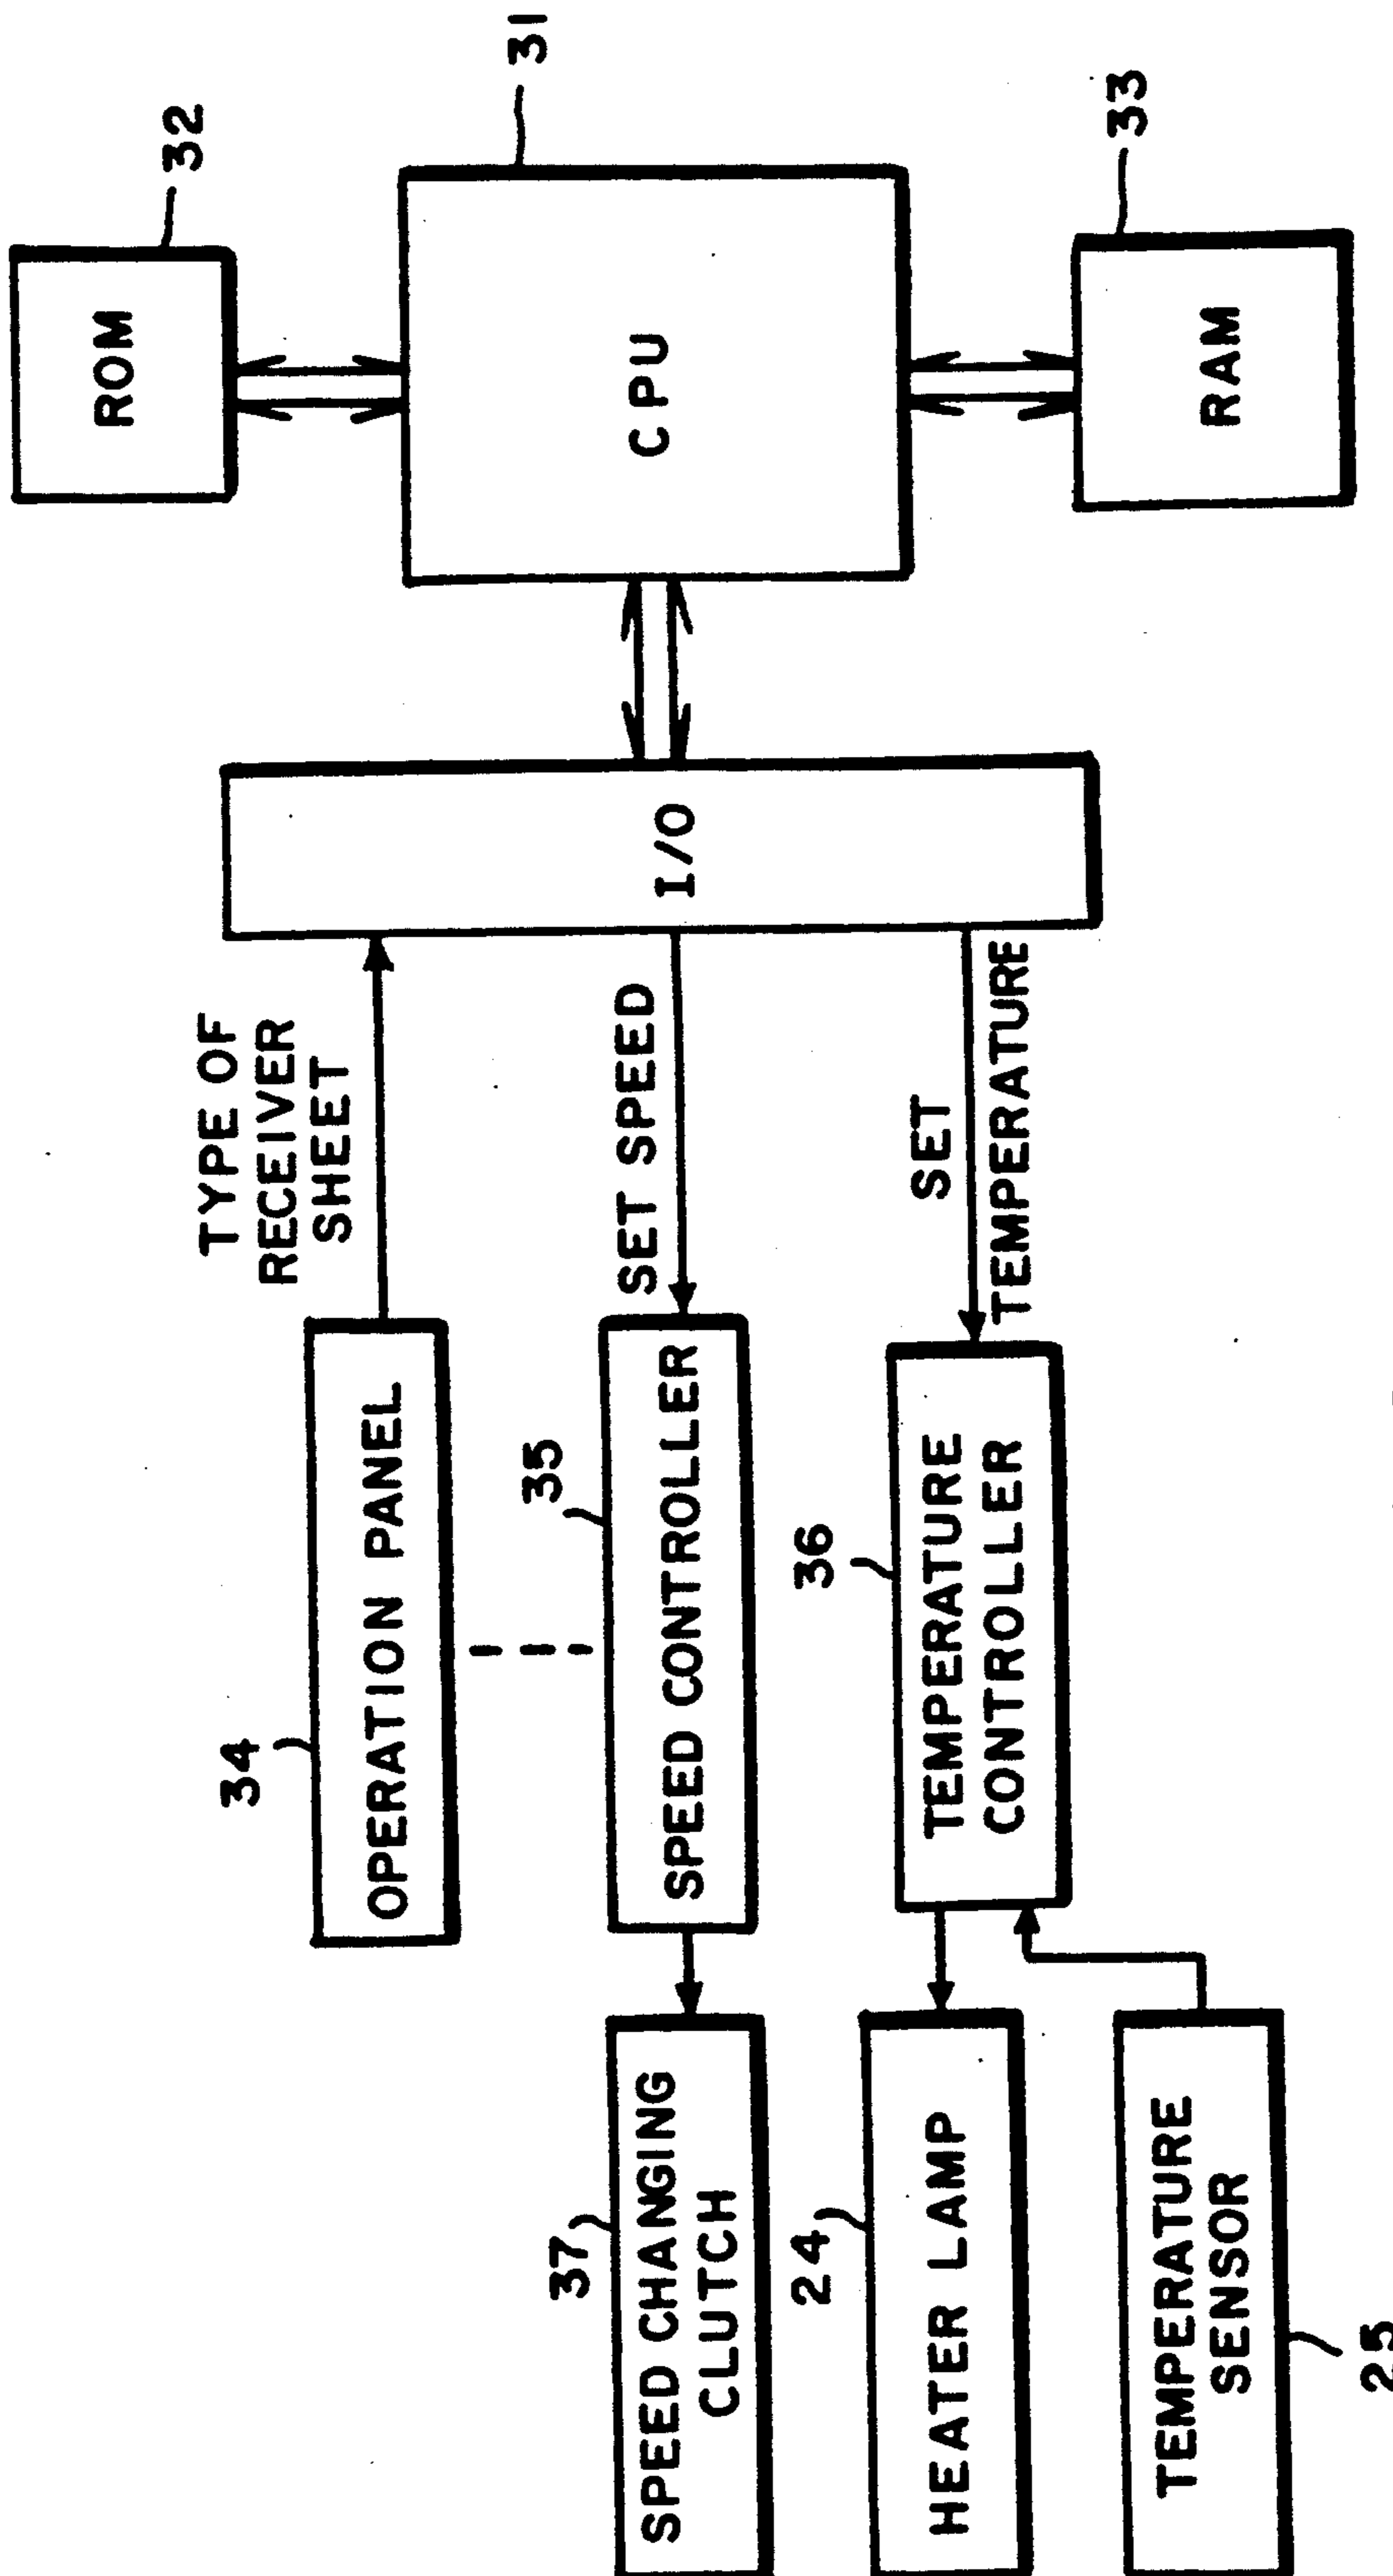 34
OPERATION PANEL
TYPE OF
RECEIVER
SHEET
ROM
32
37
SPEED CHANGING
CLUTCH
35
SPEED CONTROLLER
SET SPEED
I/O
CPU
31
24
HEATER LAMP
36
TEMPERATURE
CONTROLLER
SET
TEMPERATURE
TEMPERATURE
SENSOR
25
RAM
33